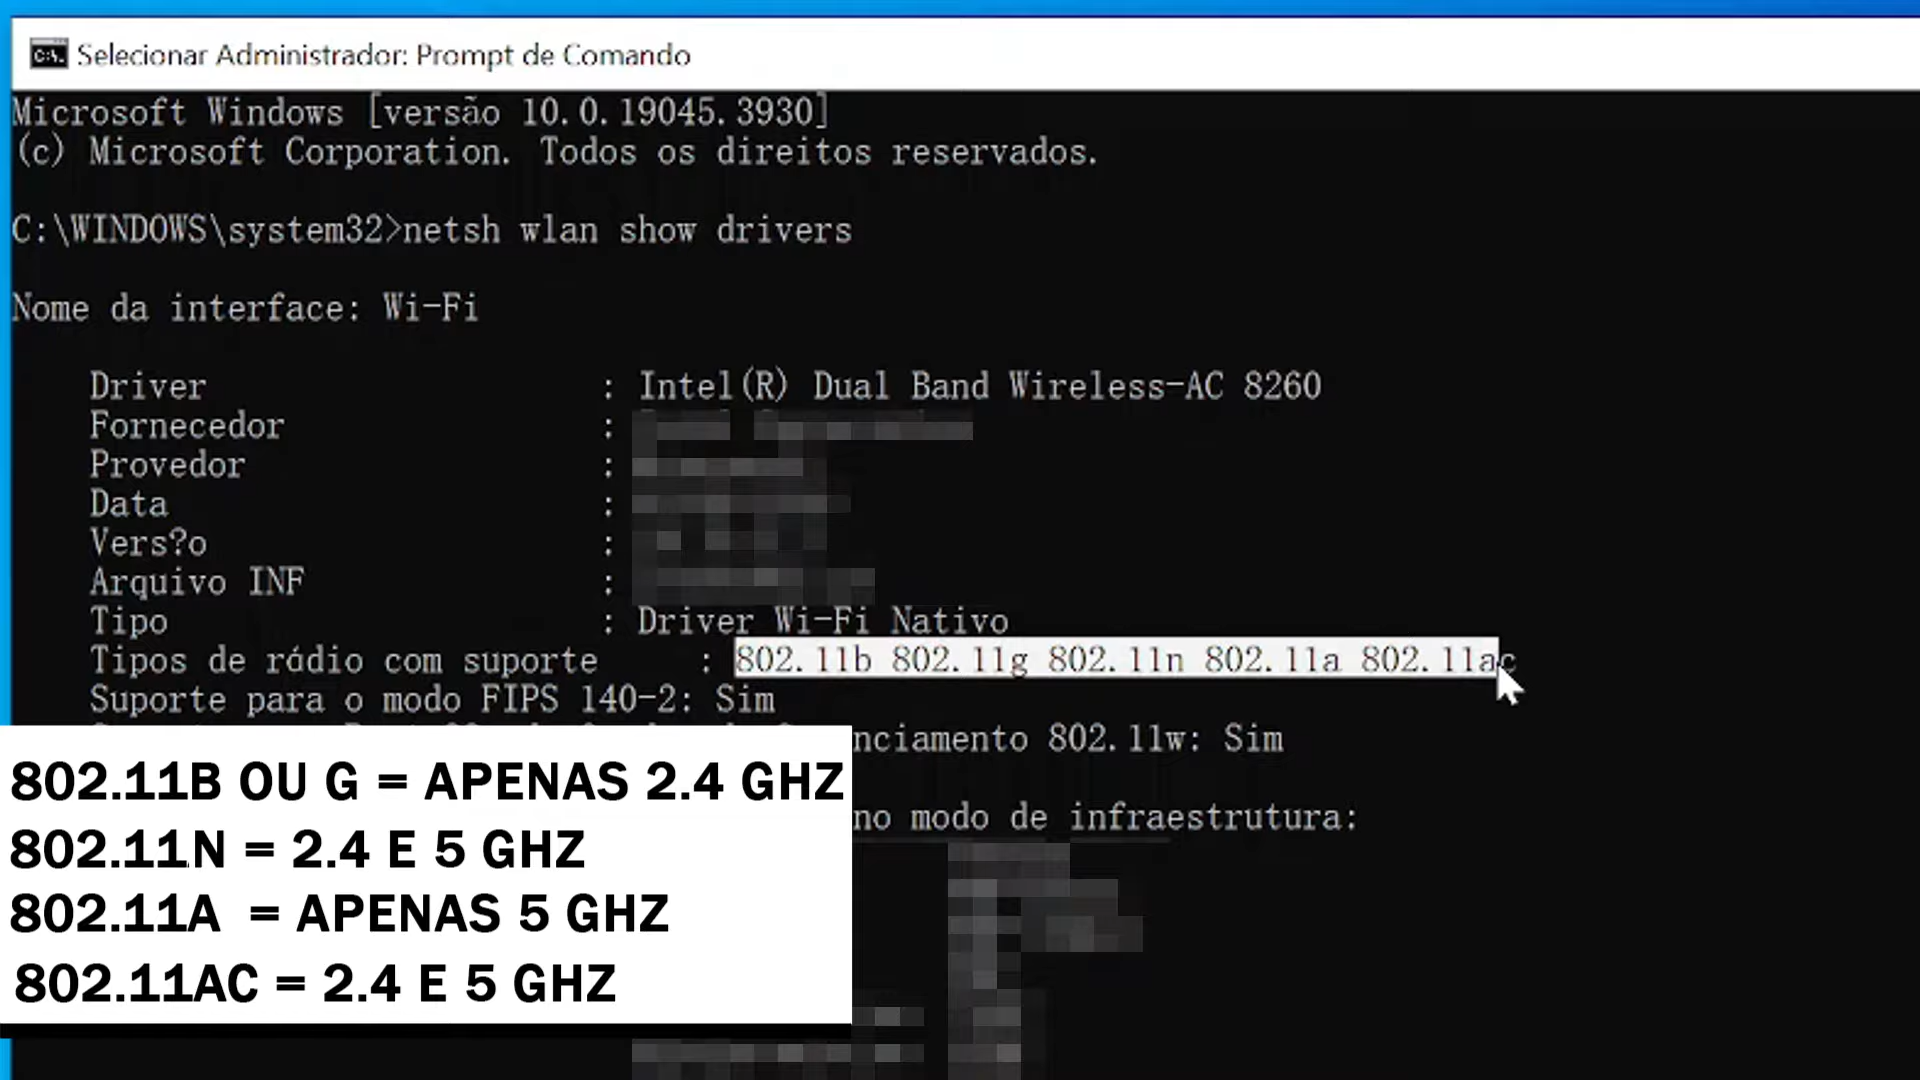 Selecionar Administrador: Prompt de Comando
Microsoft Windows [versão 10.0.19045.3930]
(c) Microsoft Corporation. Todos os direitos reservados.
C:\WINDOWS\system32>netsh wlan show drivers
Nome da interface: Wi-Fi
Driver : Intel(R) Dual Band Wireless-AC 8260
Fornecedor :
Provedor :
Data :
Vers?o :
Arquivo INF :
Tipo : Driver Wi-Fi Nativo
Tipos de rádio com suporte : 802.11b 802.11g 802.11n 802.11a 802.11ac
Suporte para o modo FIPS 140-2: Sim
nciamento 802.11w: Sim
no modo de infraestrutura:
802.11B OU G = APENAS 2.4 GHZ
802.11N = 2.4 E 5 GHZ
802.11A = APENAS 5 GHZ
802.11AC = 2.4 E 5 GHZ